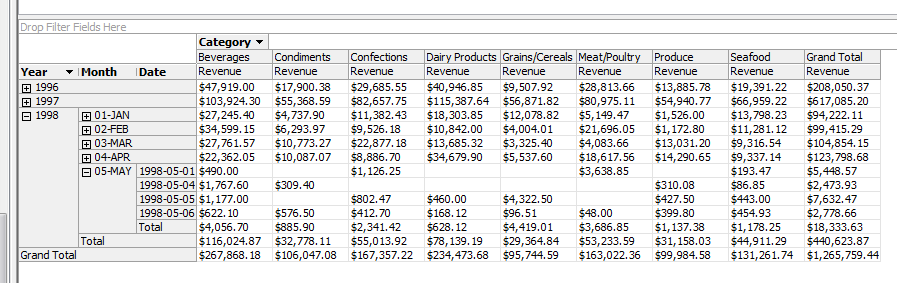 Drop Filter Fields Here
Category
Beverages Condiments Confections Dairy Products Grains/Cereals Meat/Poultry Produce Seafood Grand Total
Year Month Date Revenue Revenue Revenue Revenue Revenue Revenue Revenue Revenue Revenue
1996 $47,919.00 $17,900.38 $29,685.55 $40,946.85 $9,507.92 $28,813.66 $13,885.78 $19,391.22 $208,050.37
1997 $103,924.30 $55,368.59 $82,657.75 $115,387.64 $56,871.82 $80,975.11 $54,940.77 $66,959.22 $617,085.20
1998 01-JAN $27,245.40 $4,737.90 $11,382.43 $18,303.85 $12,078.82 $5,149.47 $1,526.00 $13,798.23 $94,222.11
02-FEB $34,599.15 $6,293.97 $9,526.18 $10,842.00 $4,004.01 $21,696.05 $1,172.80 $11,281.12 $99,415.29
03-MAR $27,761.57 $10,773.27 $22,877.18 $13,685.32 $3,325.40 $4,083.66 $13,031.20 $9,316.54 $104,854.15
04-APR $22,362.05 $10,087.07 $8,886.70 $34,679.90 $5,537.60 $18,617.56 $14,290.65 $9,337.14 $123,798.68
05-MAY 1998-05-01 $490.00 $1,126.25 $3,638.85 $193.47 $5,448.57
1998-05-04 $1,767.60 $309.40 $310.08 $86.85 $2,473.93
1998-05-05 $1,177.00 $802.47 $460.00 $4,322.50 $427.50 $443.00 $7,632.47
1998-05-06 $622.10 $576.50 $412.70 $168.12 $96.51 $48.00 $399.80 $454.93 $2,778.66
Total $4,056.70 $885.90 $2,341.42 $628.12 $4,419.01 $3,686.85 $1,137.38 $1,178.25 $18,333.63
Total $116,024.87 $32,778.11 $55,013.92 $78,139.19 $29,364.84 $53,233.59 $31,158.03 $44,911.29 $440,623.87
Grand Total $267,868.18 $106,047.08 $167,357.22 $234,473.68 $95,744.59 $163,022.36 $99,984.58 $131,261.74 $1,265,759.44